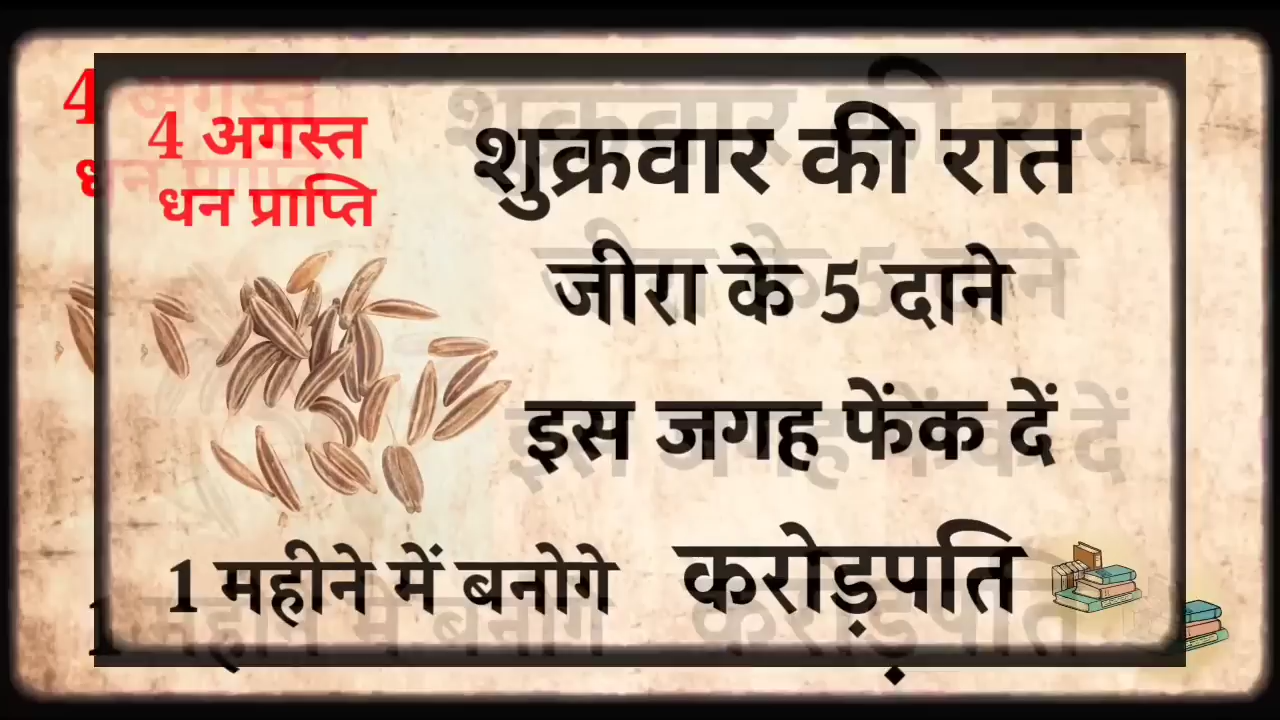 4 अगस्त
धन प्राप्ति
शुक्रवार की रात
जीरा के 5 दाने
इस जगह फेंक दें
1 महीने में बनोगे करोड़पति